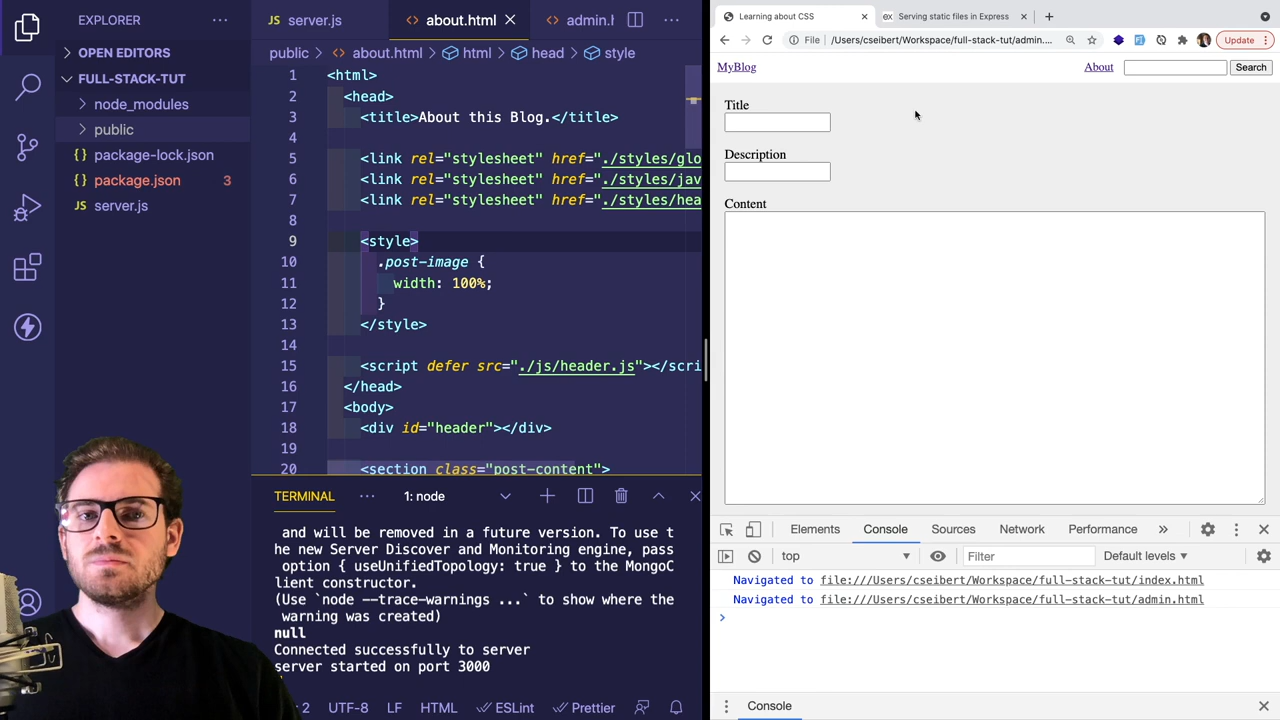 EXPLORER
OPEN EDITORS
FULL-STACK-TUT
node_modules
public
{} package-lock.json
{} package.json 3
JS server.js
JS server.js
<> about.html
<> admin.h
public > <> about.html > html > head > style
1 <html>
2 <head>
3 <title>About this Blog.</title>
4
5 <link rel="stylesheet" href="./styles/glo
6 <link rel="stylesheet" href="./styles/jav
7 <link rel="stylesheet" href="./styles/hea
8
9 <style>
10 .post-image {
11 width: 100%;
12 }
13 </style>
14
15 <script defer src="./js/header.js"></scri
16 </head>
17 <body>
18 <div id="header"></div>
19
20 <section class="post-content">
TERMINAL
1: node
and will be removed in a future version. To use t
he new Server Discover and Monitoring engine, pass
option { useUnifiedTopology: true } to the MongoC
lient constructor.
(Use `node --trace-warnings ...` to show where the
warning was created)
null
Connected successfully to server
server started on port 3000
: 2 UTF-8 LF HTML ESLint Prettier
Learning about CSS
ex Serving static files in Express
File | /Users/cseibert/Workspace/full-stack-tut/admin....
Update
MyBlog
About
Search
Title
Description
Content
Elements Console Sources Network Performance
top
Filter
Default levels
Navigated to file:///Users/cseibert/Workspace/full-stack-tut/index.html
Navigated to file:///Users/cseibert/Workspace/full-stack-tut/admin.html
>
Console